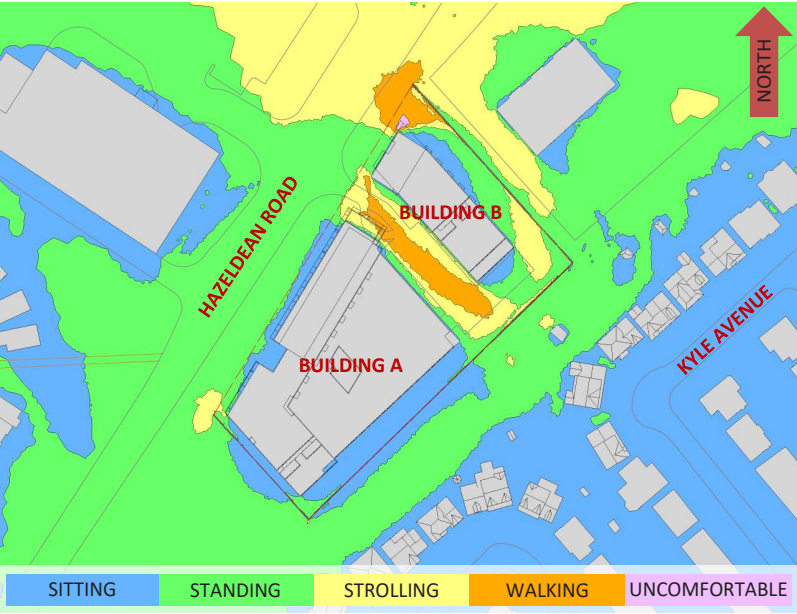 NORTH
HAZELDEAN ROAD
BUILDING B
BUILDING A
KYLE AVENUE
SITTING STANDING STROLLING WALKING UNCOMFORTABLE